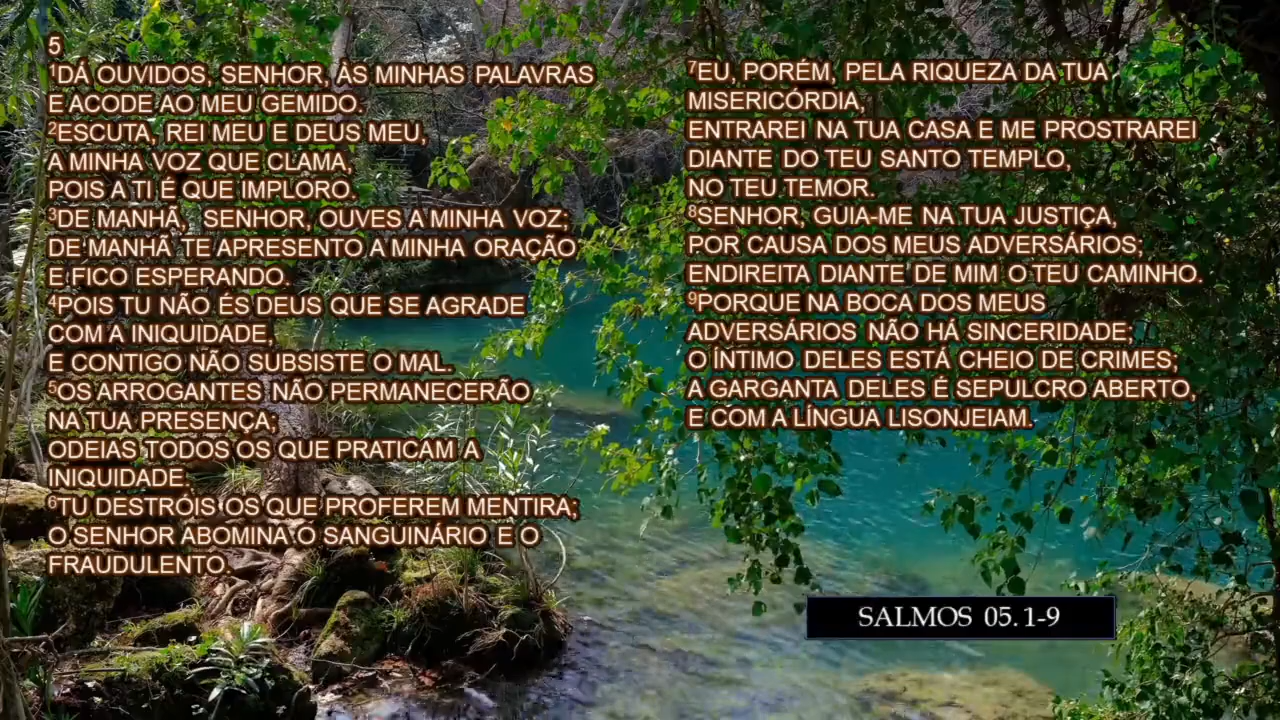 5
¹DÁ OUVIDOS, SENHOR, ÀS MINHAS PALAVRAS
E ACODE AO MEU GEMIDO.
²ESCUTA, REI MEU E DEUS MEU,
A MINHA VOZ QUE CLAMA,
POIS A TI É QUE IMPLORO.
³DE MANHÃ, SENHOR, OUVES A MINHA VOZ;
DE MANHÃ TE APRESENTO A MINHA ORAÇÃO
E FICO ESPERANDO.
⁴POIS TU NÃO ÉS DEUS QUE SE AGRADE
COM A INIQUIDADE,
E CONTIGO NÃO SUBSISTE O MAL.
⁵OS ARROGANTES NÃO PERMANECERÃO
NA TUA PRESENÇA;
ODEIAS TODOS OS QUE PRATICAM A
INIQUIDADE.
⁶TU DESTRÓIS OS QUE PROFEREM MENTIRA;
O SENHOR ABOMINA O SANGUINÁRIO E O
FRAUDULENTO.
⁷EU, PORÉM, PELA RIQUEZA DA TUA
MISERICÓRDIA,
ENTRAREI NA TUA CASA E ME PROSTRAREI
DIANTE DO TEU SANTO TEMPLO,
NO TEU TEMOR.
⁸SENHOR, GUIA-ME NA TUA JUSTIÇA,
POR CAUSA DOS MEUS ADVERSÁRIOS;
ENDIREITA DIANTE DE MIM O TEU CAMINHO.
⁹PORQUE NA BOCA DOS MEUS
ADVERSÁRIOS NÃO HÁ SINCERIDADE;
O ÍNTIMO DELES ESTÁ CHEIO DE CRIMES;
A GARGANTA DELES É SEPULCRO ABERTO,
E COM A LÍNGUA LISONJEIAM.
SALMOS 05.1-9